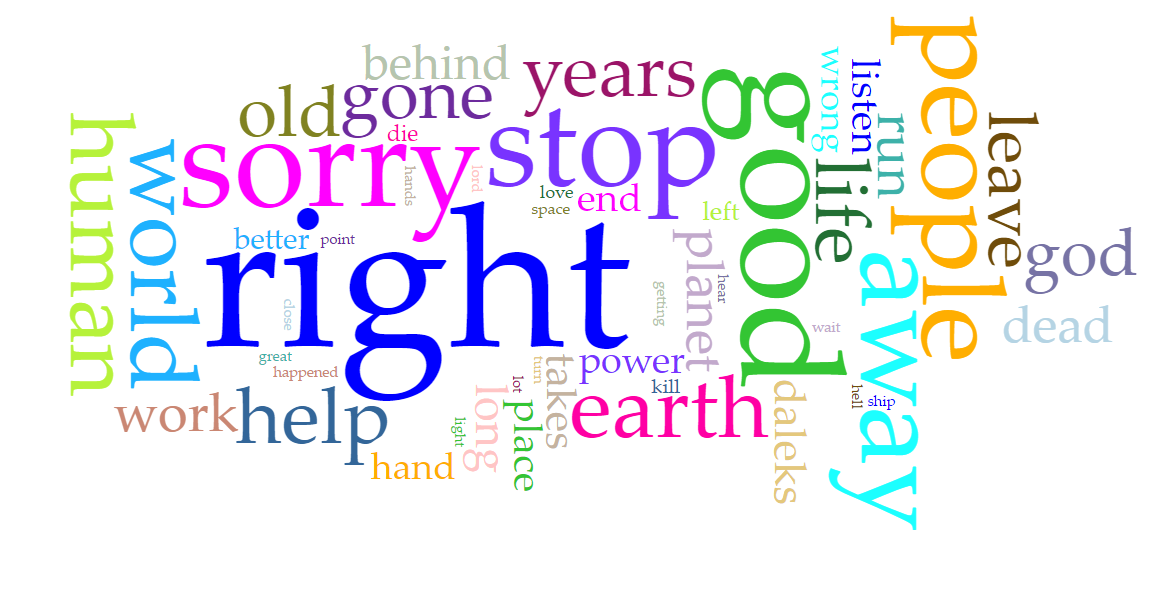 behind
years
old
gone
die
sorry
stop
hands
lord
love
space
end
left
better
point
right
human
world
close
great
happened
work
help
hand
light
long
lot
place
turn
takes
power
kill
earth
getting
planet
hear
good
wait
daleks
wrong
life
listen
run
people
away
hell
ship
leave
god
dead